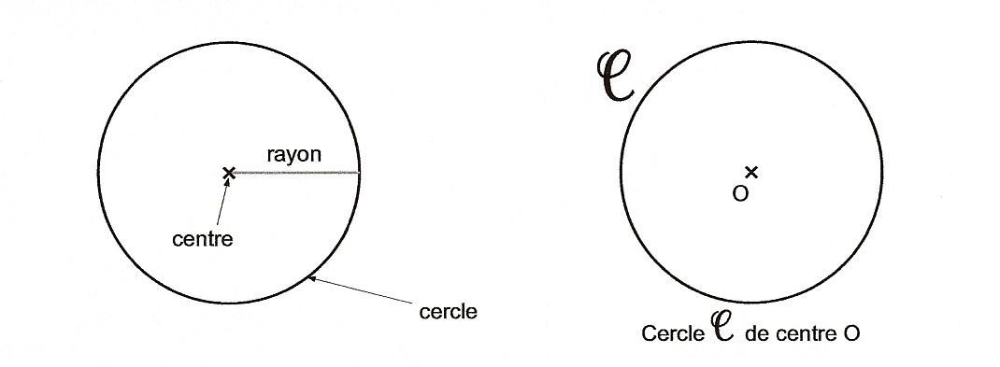 rayon
centre
cercle
𝒞
O
Cercle 𝒞 de centre O